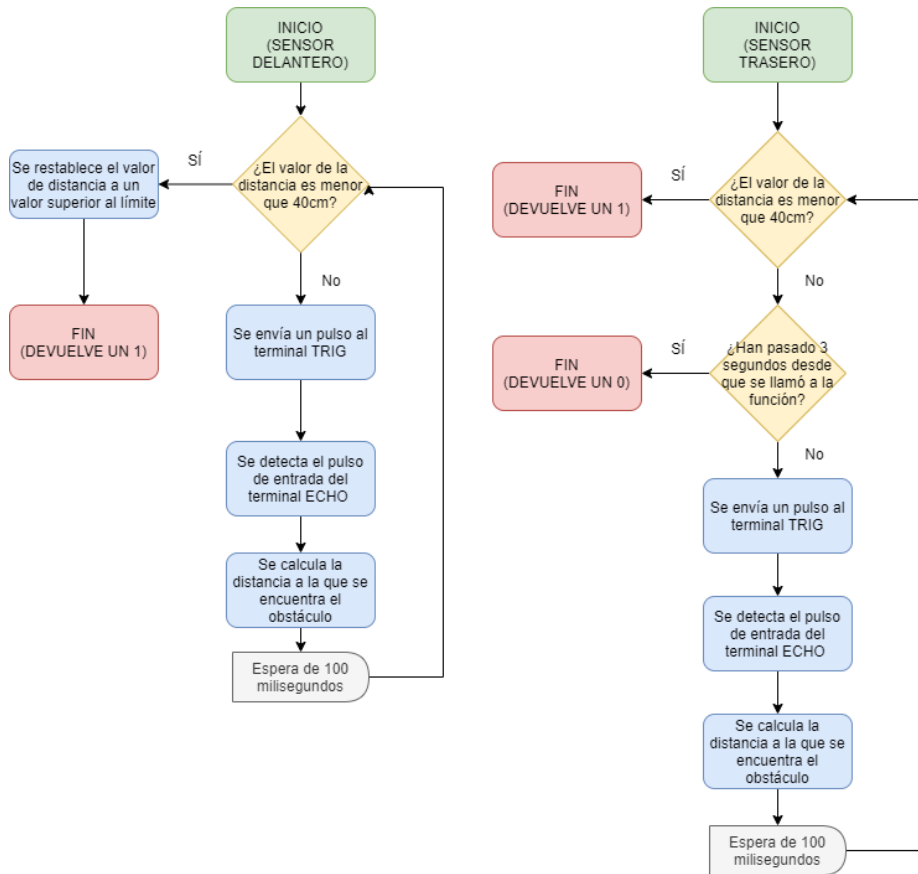 INICIO
(SENSOR
DELANTERO)
¿El valor de la
distancia es menor
que 40cm?
SÍ
Se restablece el valor
de distancia a un
valor superior al límite
FIN
(DEVUELVE UN 1)
No
Se envía un pulso al
terminal TRIG
Se detecta el pulso
de entrada del
terminal ECHO
Se calcula la
distancia a la que se
encuentra el
obstáculo
Espera de 100
milisegundos
INICIO
(SENSOR
TRASERO)
¿El valor de la
distancia es menor
que 40cm?
SÍ
FIN
(DEVUELVE UN 1)
No
¿Han pasado 3
segundos desde
que se llamó a la
función?
SÍ
FIN
(DEVUELVE UN 0)
No
Se envía un pulso al
terminal TRIG
Se detecta el pulso
de entrada del
terminal ECHO
Se calcula la
distancia a la que se
encuentra el
obstáculo
Espera de 100
milisegundos